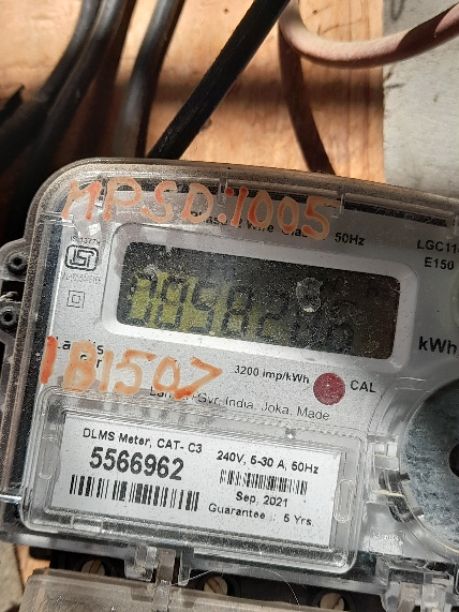 MPSD.1005
50Hz
LGC11
E150
kWh
181507
3200 imp/kWh
CAL
India, Joka, Made
DLMS Meter, CAT- C3
5566962
240V, 5-30 A, 50Hz
Sep, 2021
Guarantee : 5 Yrs.